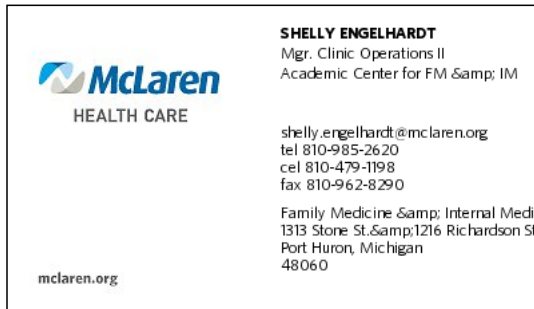 McLaren
HEALTH CARE
mclaren.org
SHELLY ENGELHARDT
Mgr. Clinic Operations II
Academic Center for FM &amp; IM
shelly.engelhardt@mclaren.org
tel 810-985-2620
cel 810-479-1198
fax 810-962-8290
Family Medicine &amp; Internal Medi
1313 Stone St.&amp;1216 Richardson St
Port Huron, Michigan
48060